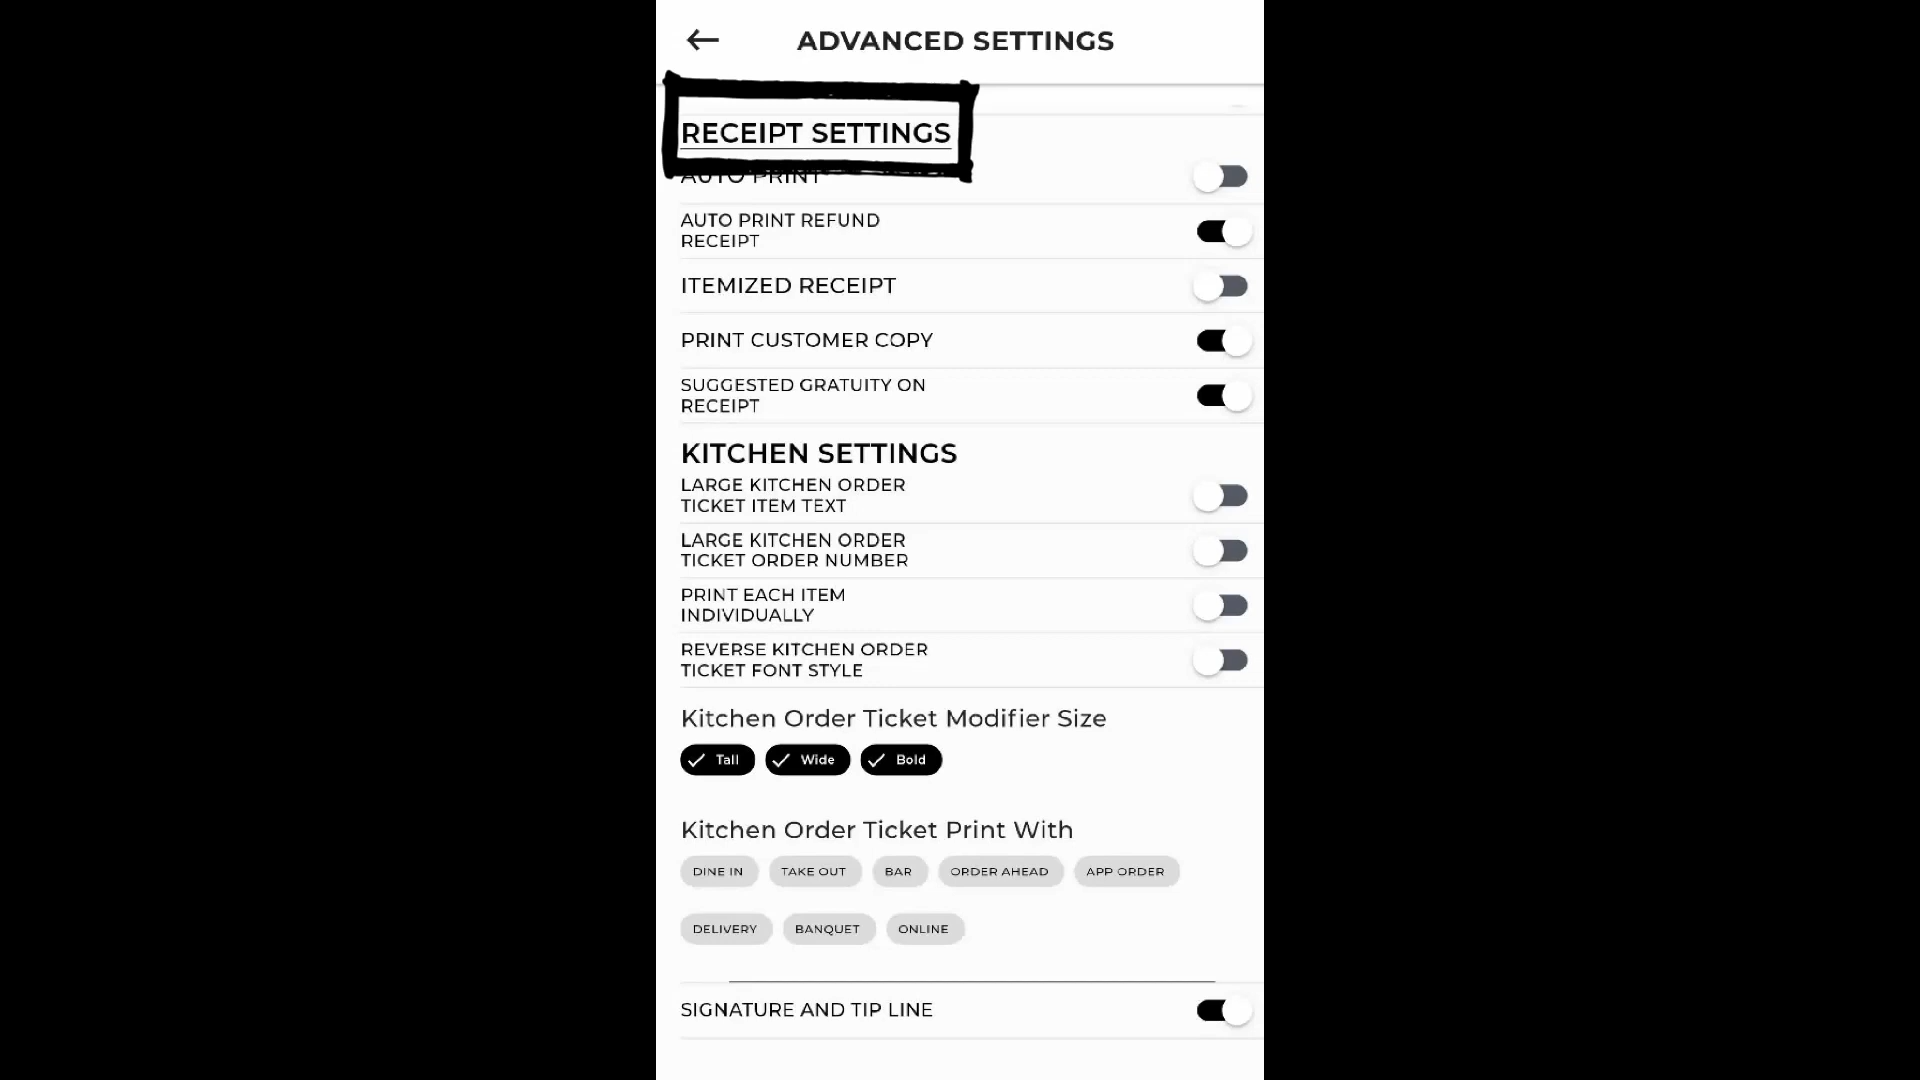 ADVANCED SETTINGS
RECEIPT SETTINGS
AUTO PRINT
AUTO PRINT REFUND
RECEIPT
ITEMIZED RECEIPT
PRINT CUSTOMER COPY
SUGGESTED GRATUITY ON
RECEIPT
KITCHEN SETTINGS
LARGE KITCHEN ORDER
TICKET ITEM TEXT
LARGE KITCHEN ORDER
TICKET ORDER NUMBER
PRINT EACH ITEM
INDIVIDUALLY
REVERSE KITCHEN ORDER
TICKET FONT STYLE
Kitchen Order Ticket Modifier Size
Tall Wide Bold
Kitchen Order Ticket Print With
DINE IN TAKE OUT BAR ORDER AHEAD APP ORDER
DELIVERY BANQUET ONLINE
SIGNATURE AND TIP LINE